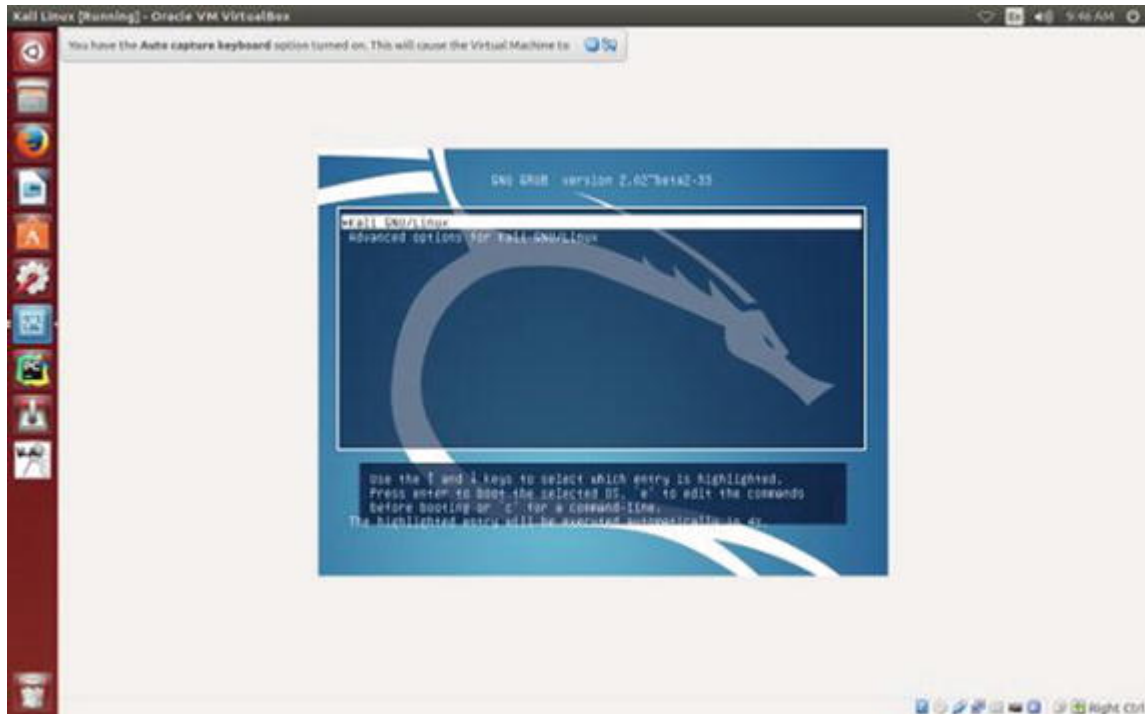 Kali Linux [Running] - Oracle VM VirtualBox
En
9:46 AM
You have the Auto capture keyboard option turned on. This will cause the Virtual Machine to
GNU GRUB version 2.02~beta2-33
*Kali GNU/Linux
Advanced options for Kali GNU/Linux
Use the ↑ and ↓ keys to select which entry is highlighted.
Press enter to boot the selected OS, `e' to edit the commands
before booting or `c' for a command-line.
The highlighted entry will be executed automatically in 4s.
PC
Right Ctrl